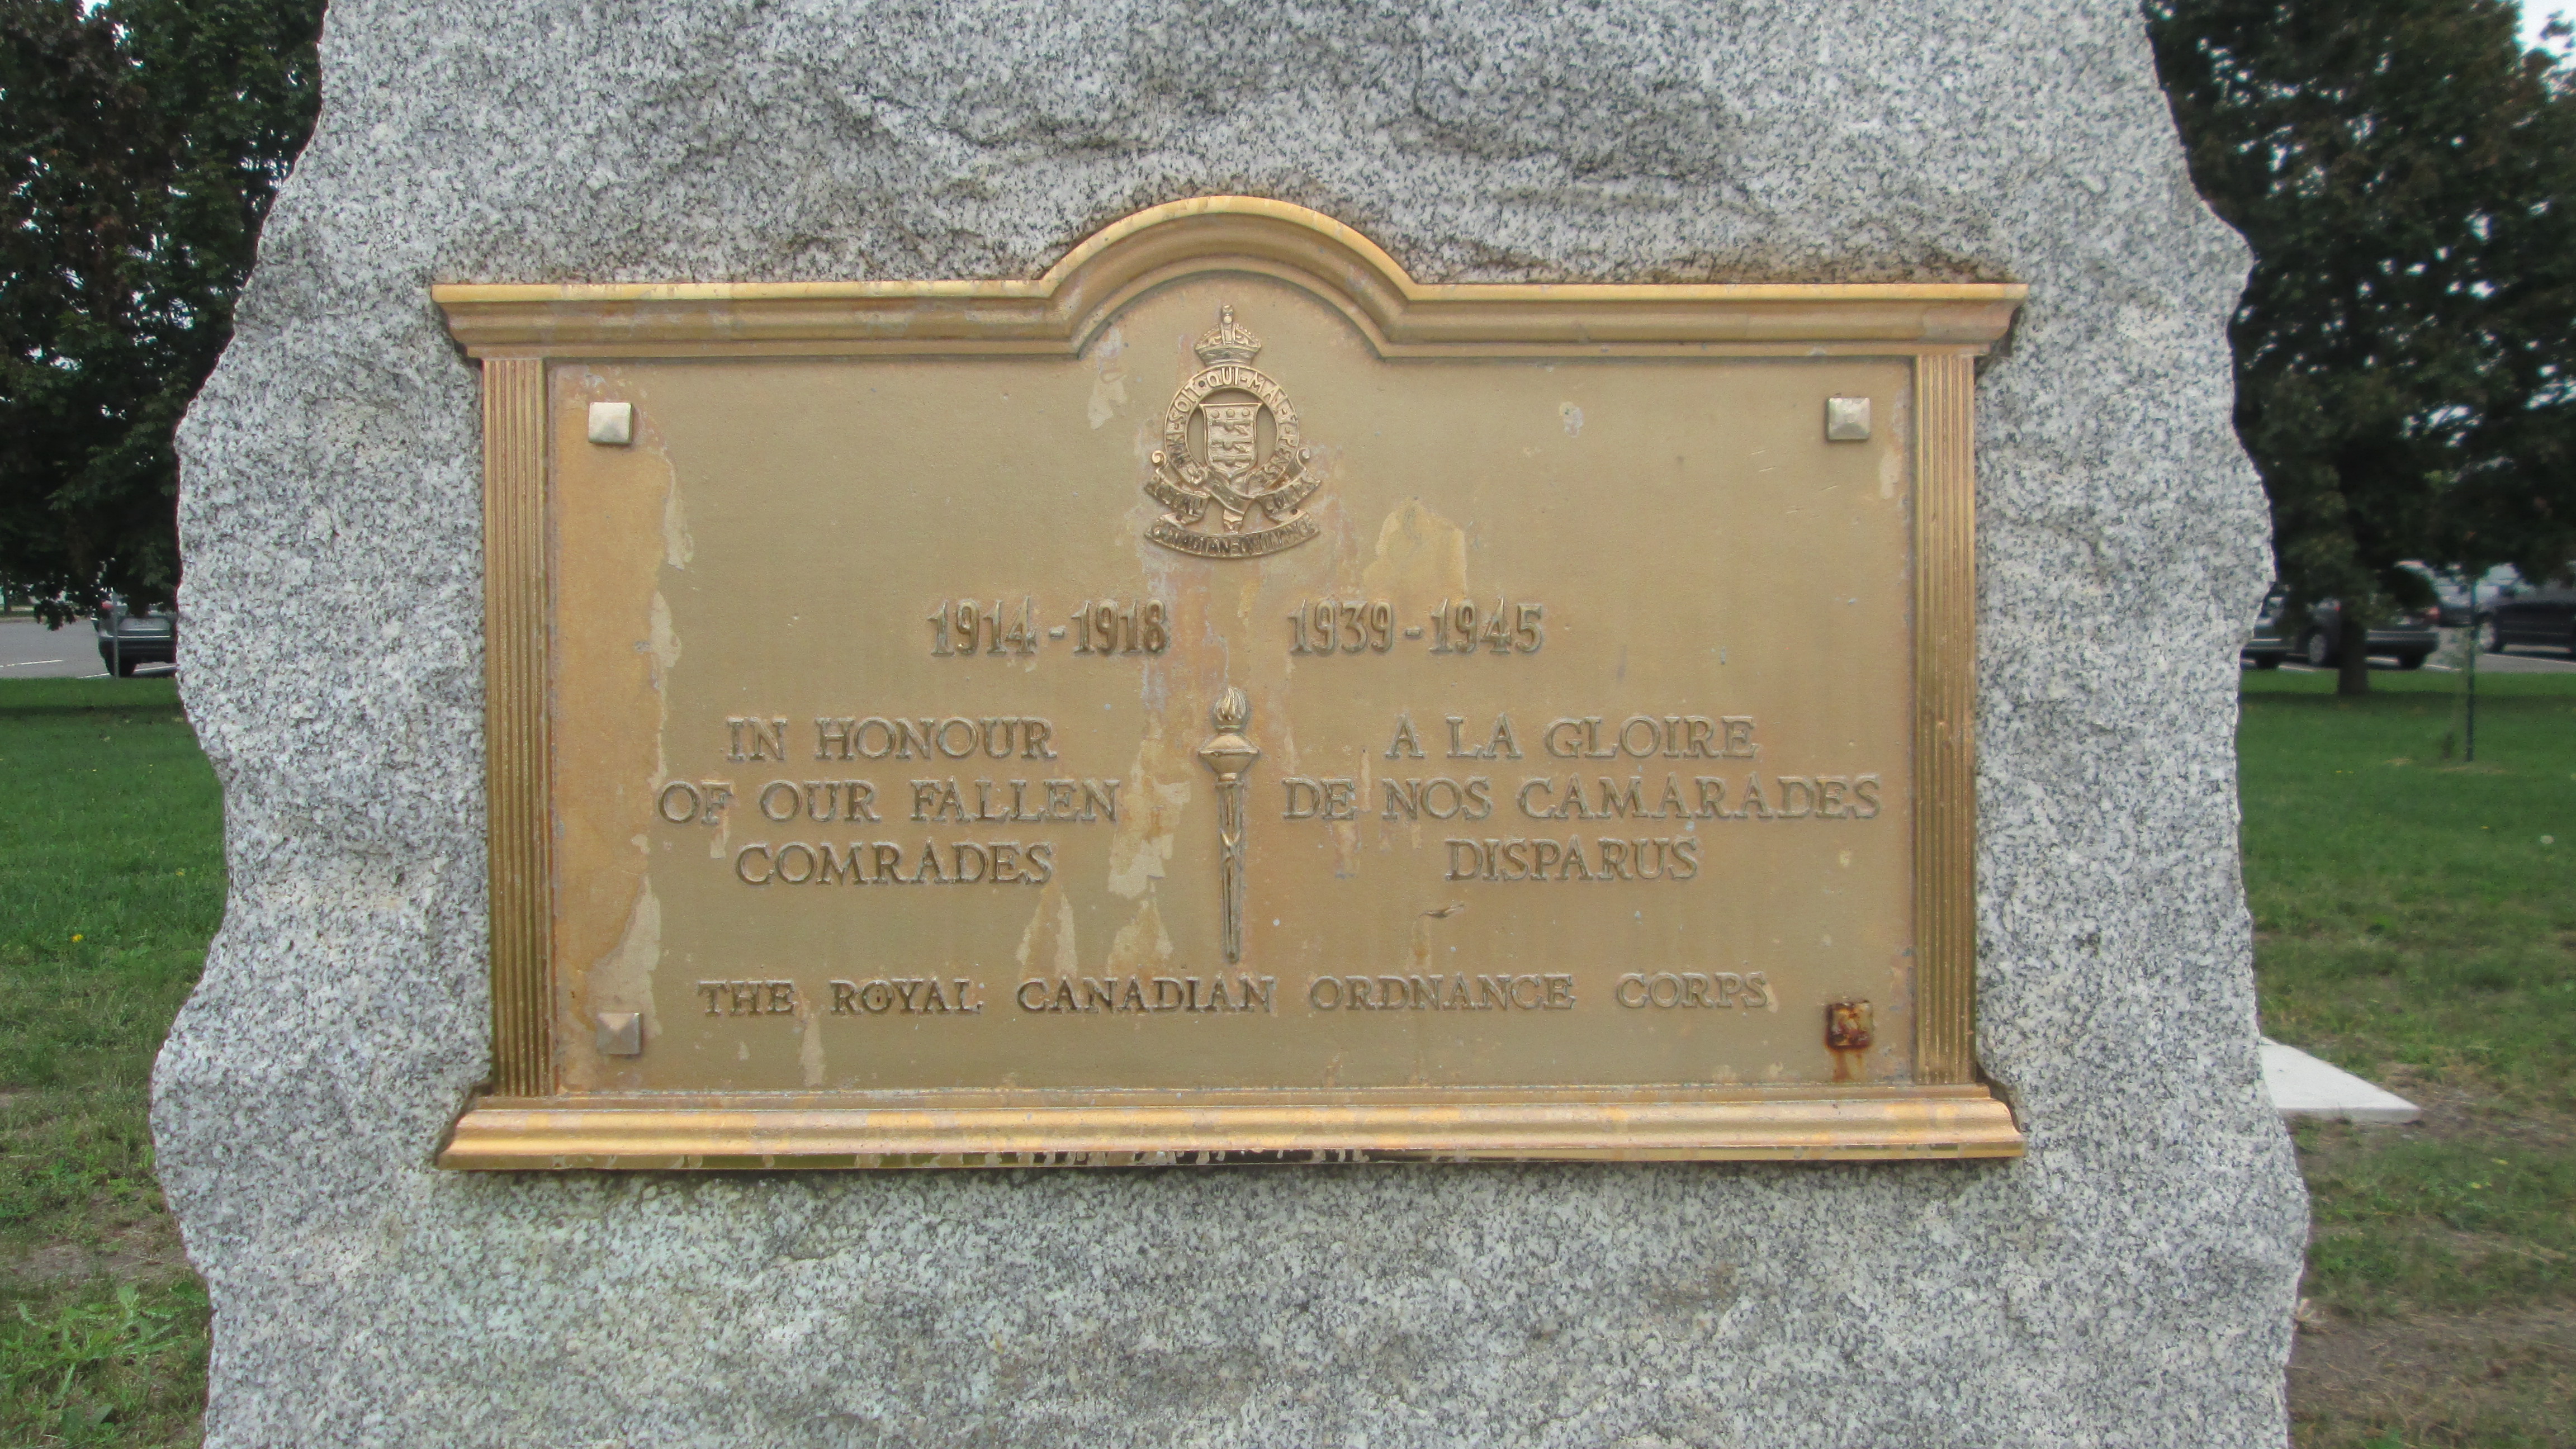 HONI·SOIT·QUI·MAL·Y·PENSE
ROYAL CORPS
CANADIAN ORDNANCE
1914-1918 1939-1945
IN HONOUR
OF OUR FALLEN
COMRADES
A LA GLOIRE
DE NOS CAMARADES
DISPARUS
THE ROYAL CANADIAN ORDNANCE CORPS